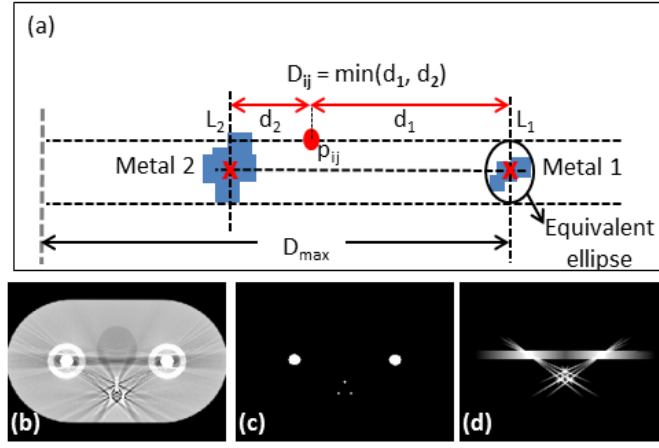 (a)
D_ij = min(d_1, d_2)
L_2 d_2 d_1 L_1
p_ij
Metal 2 Metal 1
Equivalent
ellipse
D_max
(b) (c) (d)